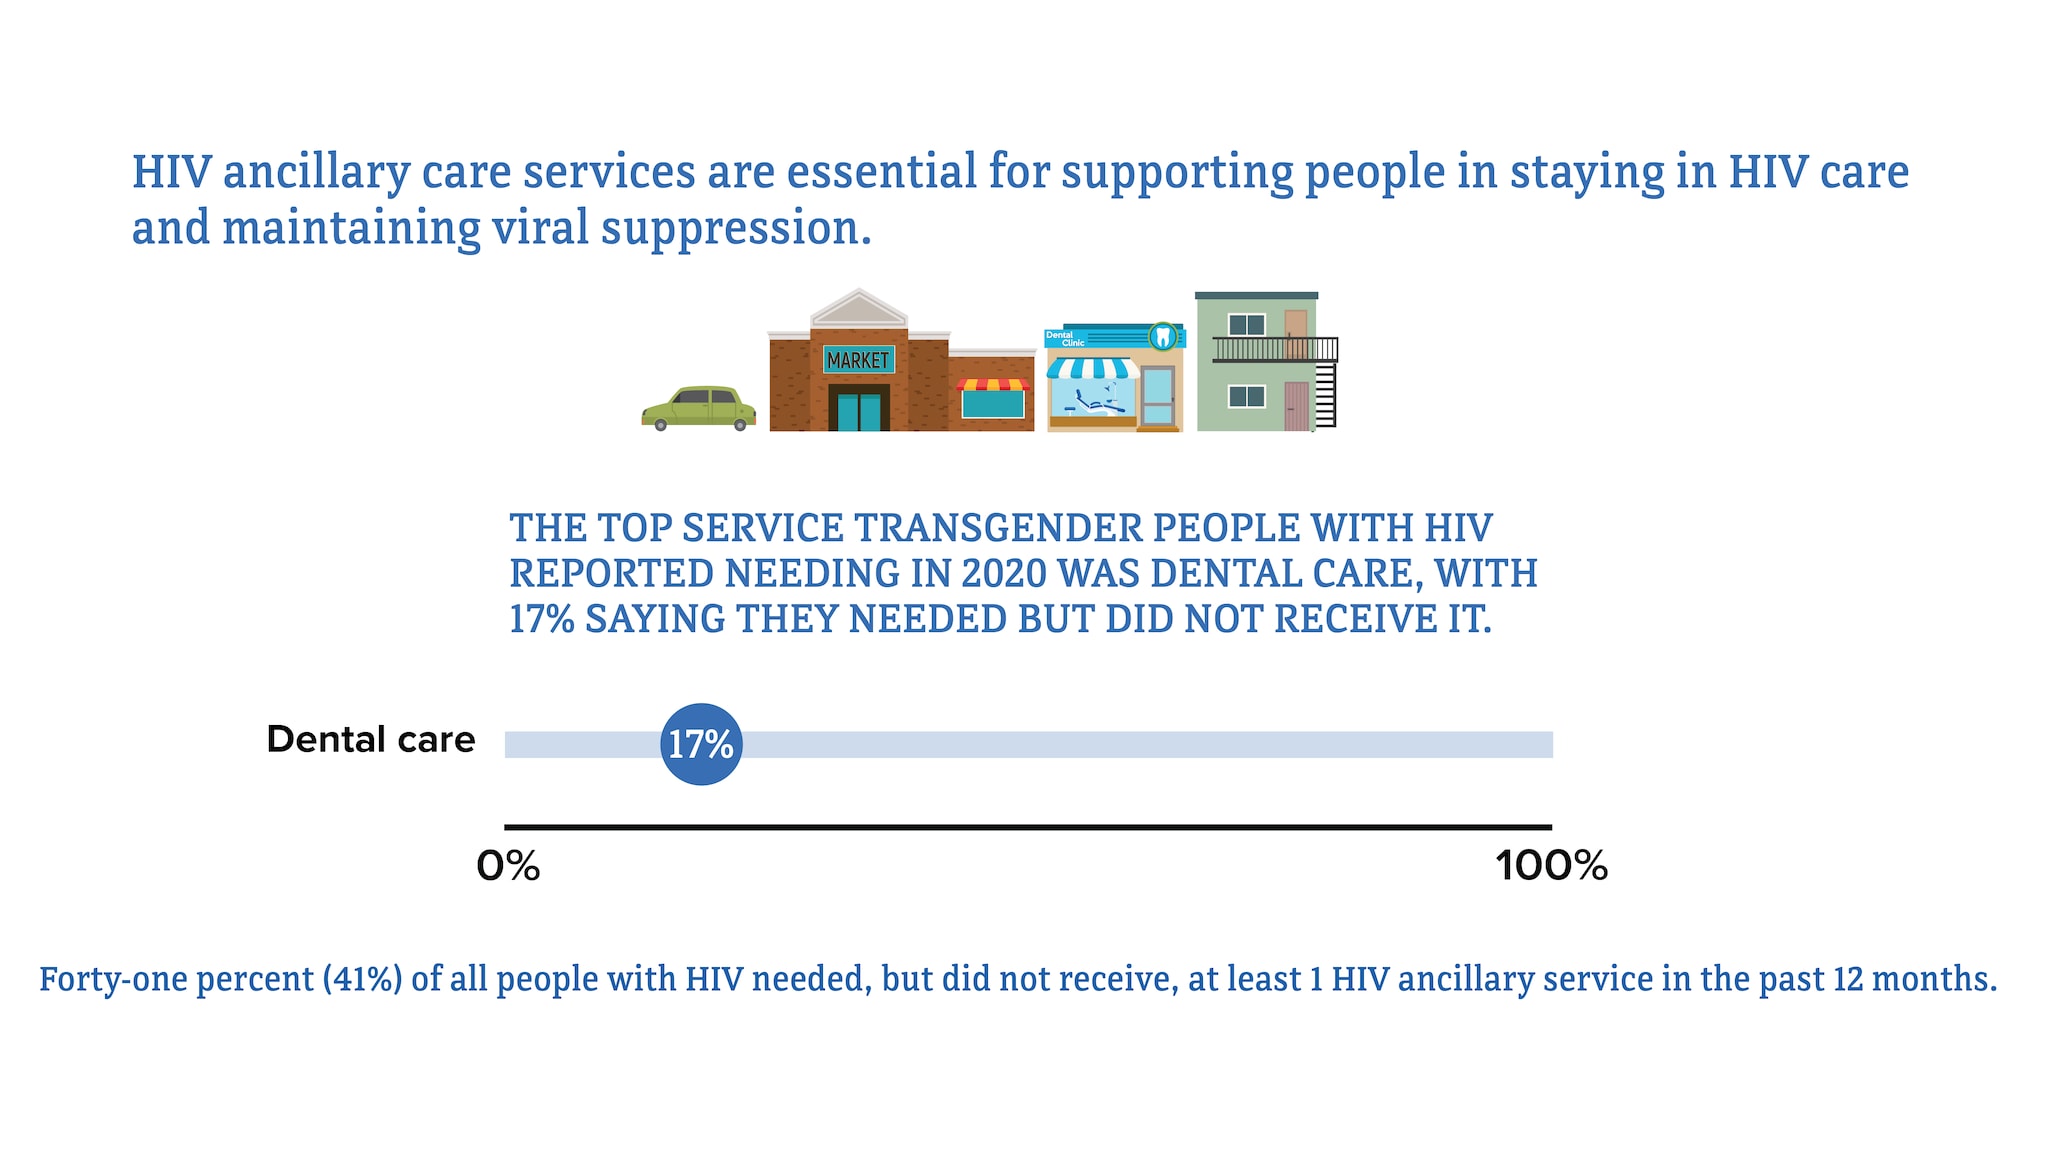 HIV ancillary care services are essential for supporting people in staying in HIV care
and maintaining viral suppression.
MARKET
Dental
Clinic
THE TOP SERVICE TRANSGENDER PEOPLE WITH HIV
REPORTED NEEDING IN 2020 WAS DENTAL CARE, WITH
17% SAYING THEY NEEDED BUT DID NOT RECEIVE IT.
Dental care
17%
0%
100%
Forty-one percent (41%) of all people with HIV needed, but did not receive, at least 1 HIV ancillary service in the past 12 months.